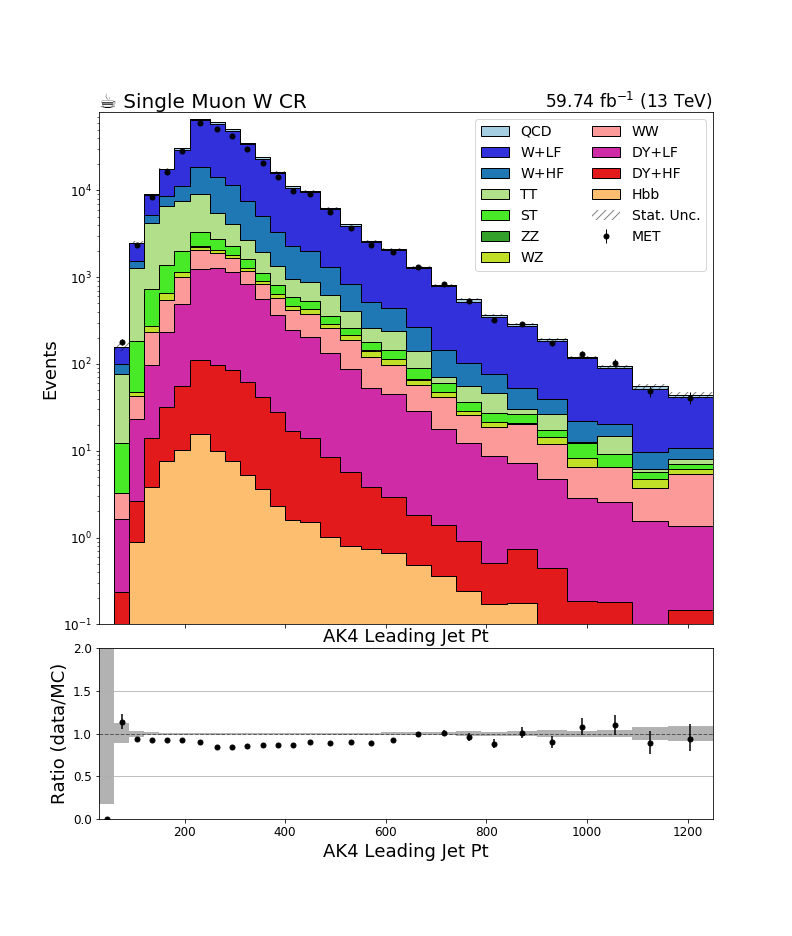 ☕ Single Muon W CR 59.74 fb⁻¹ (13 TeV)
QCD WW
W+LF DY+LF
W+HF DY+HF
TT Hbb
ST Stat. Unc.
ZZ MET
WZ
Events
10⁴
10³
10²
10¹
10⁰
10⁻¹
AK4 Leading Jet Pt
Ratio (data/MC)
2.0
1.5
1.0
0.5
0.0
200 400 600 800 1000 1200
AK4 Leading Jet Pt